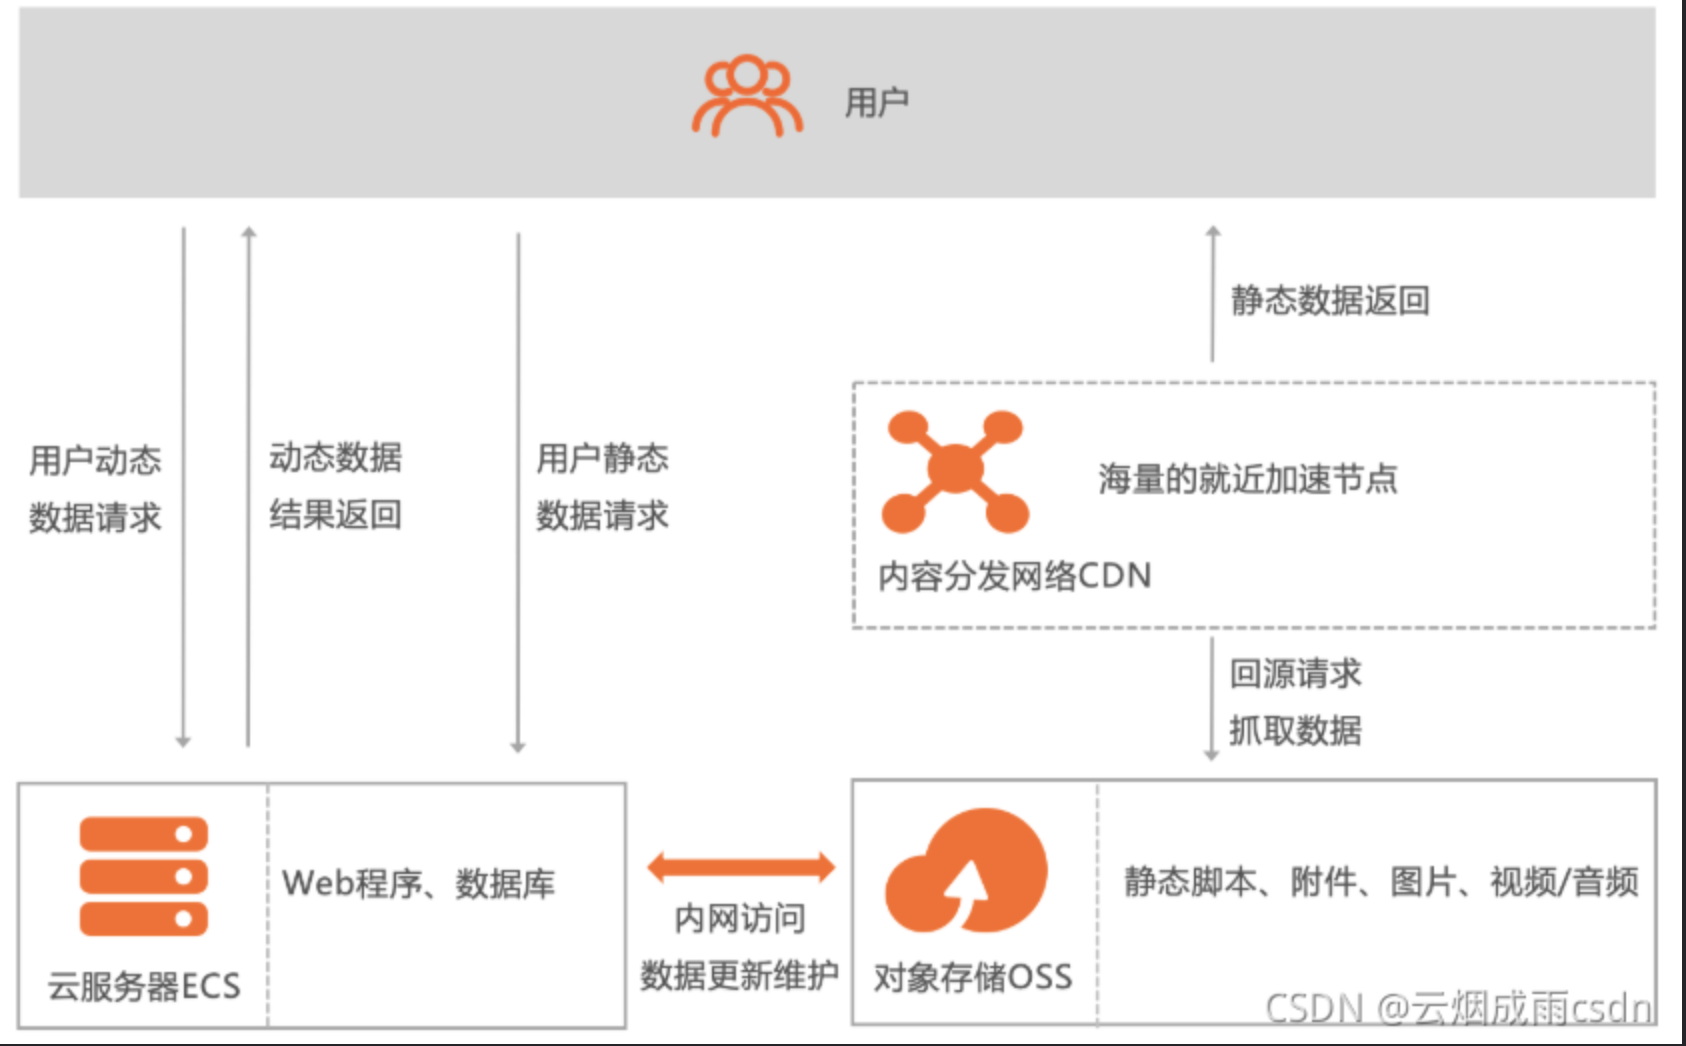 用户
静态数据返回
用户动态
数据请求
动态数据
结果返回
用户静态
数据请求
海量的就近加速节点
内容分发网络CDN
回源请求
抓取数据
Web程序、数据库
云服务器ECS
内网访问
数据更新维护
静态脚本、附件、图片、视频/音频
对象存储OSS
CSDN @云烟成雨csdn